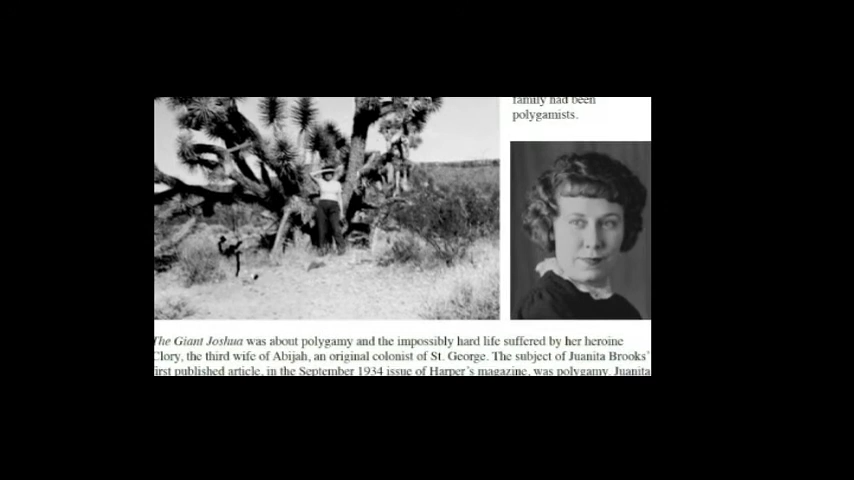 family had been
polygamists.
The Giant Joshua was about polygamy and the impossibly hard life suffered by her heroine
Clory, the third wife of Abijah, an original colonist of St. George. The subject of Juanita Brooks'
first published article, in the September 1934 issue of Harper's magazine, was polygamy. Juanita